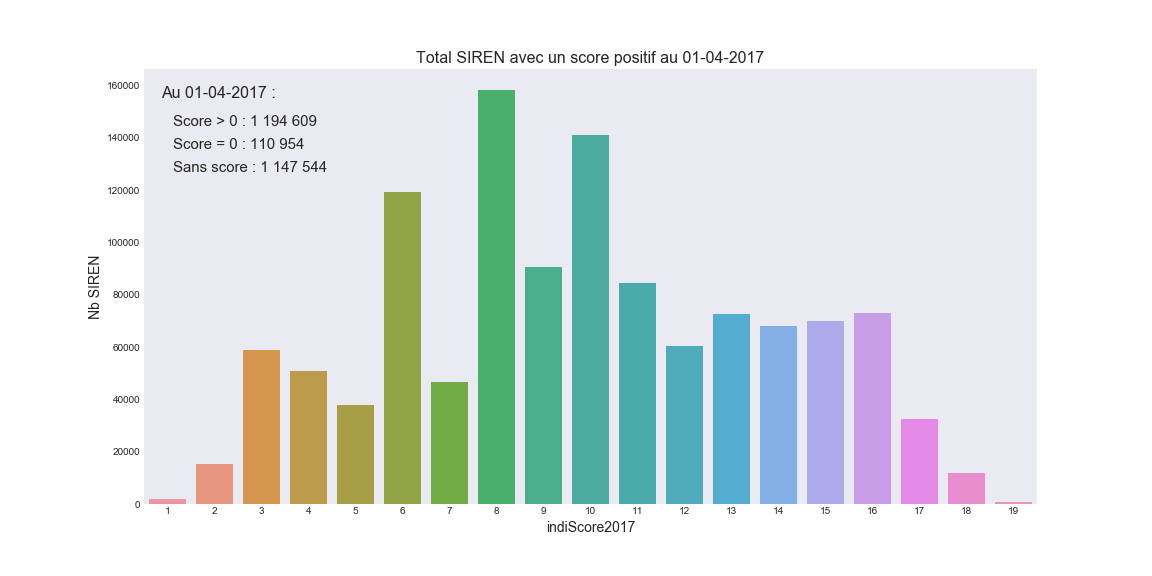 Total SIREN avec un score positif au 01-04-2017
Au 01-04-2017 :
Score > 0 : 1 194 609
Score = 0 : 110 954
Sans score : 1 147 544
Nb SIREN
160000
140000
120000
100000
80000
60000
40000
20000
0
1 2 3 4 5 6 7 8 9 10 11 12 13 14 15 16 17 18 19
indiScore2017